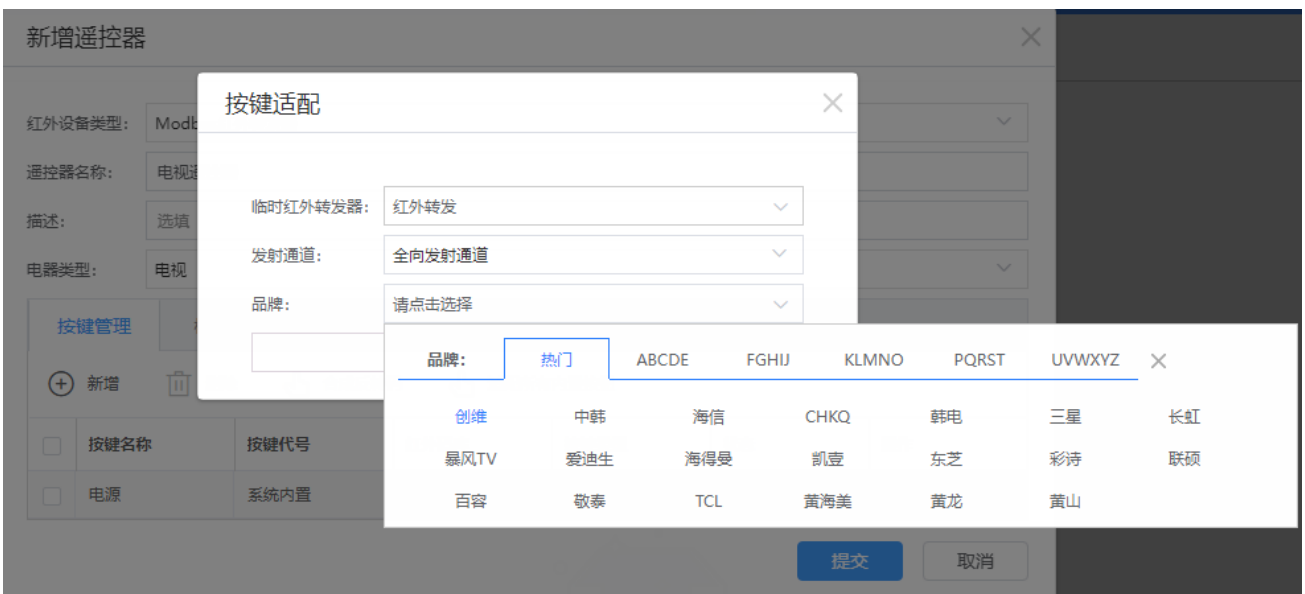 新增遥控器
按键适配
红外设备类型: Modb
遥控器名称: 电视
描述: 选填
电器类型: 电视
临时红外转发器: 红外转发
发射通道: 全向发射通道
品牌: 请点击选择
按键管理
新增
按键名称 按键代号
电源 系统内置
品牌: 热门 ABCDE FGHIJ KLMNO PQRST UVWXYZ
创维 中韩 海信 CHKQ 韩电 三星 长虹
暴风TV 爱迪生 海得曼 凯壹 东芝 彩诗 联硕
百容 敬泰 TCL 黄海美 黄龙 黄山
提交 取消